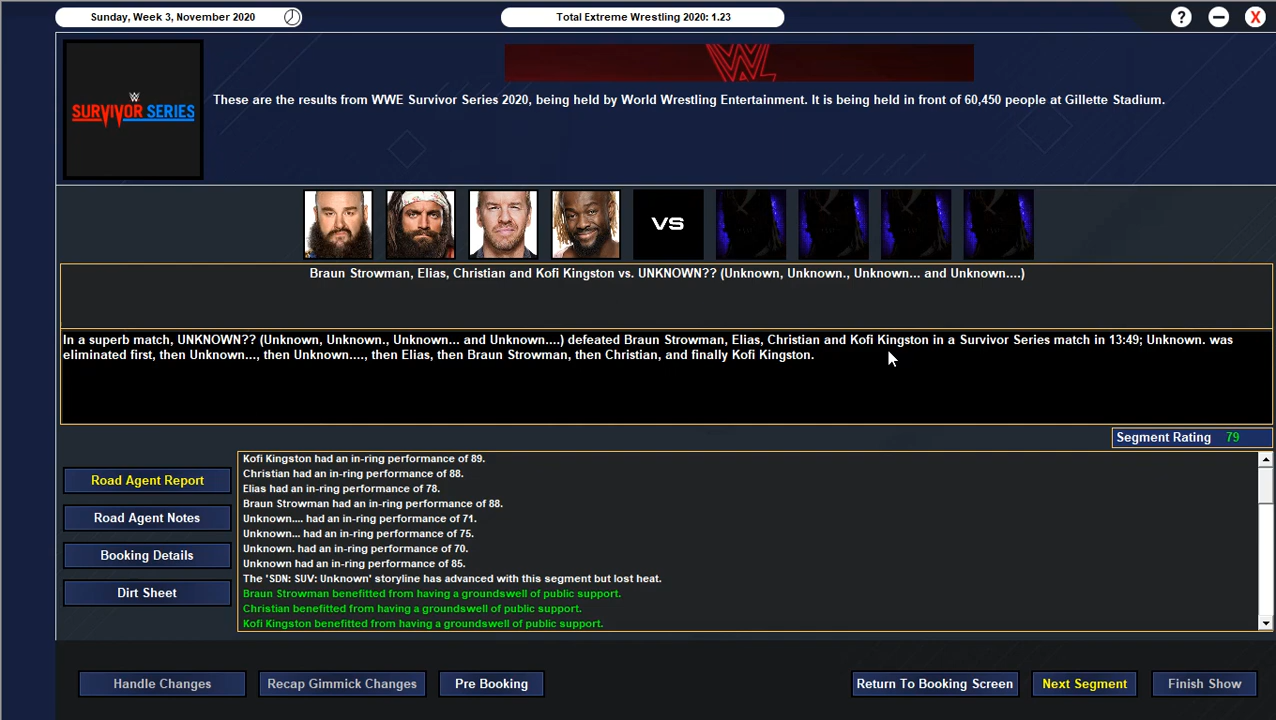 Sunday, Week 3, November 2020
Total Extreme Wrestling 2020: 1.23
?
X
W
SURVIVOR SERIES
These are the results from WWE Survivor Series 2020, being held by World Wrestling Entertainment. It is being held in front of 60,450 people at Gillette Stadium.
VS
Braun Strowman, Elias, Christian and Kofi Kingston vs. UNKNOWN?? (Unknown, Unknown., Unknown... and Unknown....)
In a superb match, UNKNOWN?? (Unknown, Unknown., Unknown... and Unknown....) defeated Braun Strowman, Elias, Christian and Kofi Kingston in a Survivor Series match in 13:49; Unknown. was
eliminated first, then Unknown..., then Unknown...., then Elias, then Braun Strowman, then Christian, and finally Kofi Kingston.
Segment Rating 79
Road Agent Report
Road Agent Notes
Booking Details
Dirt Sheet
Kofi Kingston had an in-ring performance of 89.
Christian had an in-ring performance of 88.
Elias had an in-ring performance of 78.
Braun Strowman had an in-ring performance of 88.
Unknown.... had an in-ring performance of 71.
Unknown... had an in-ring performance of 75.
Unknown. had an in-ring performance of 70.
Unknown had an in-ring performance of 85.
The 'SDN: SUV: Unknown' storyline has advanced with this segment but lost heat.
Braun Strowman benefitted from having a groundswell of public support.
Christian benefitted from having a groundswell of public support.
Kofi Kingston benefitted from having a groundswell of public support.
Handle Changes
Recap Gimmick Changes
Pre Booking
Return To Booking Screen
Next Segment
Finish Show